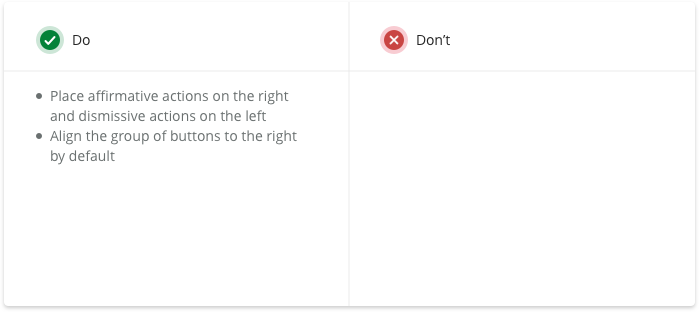 Do
Don’t
• Place affirmative actions on the right
and dismissive actions on the left
• Align the group of buttons to the right
by default